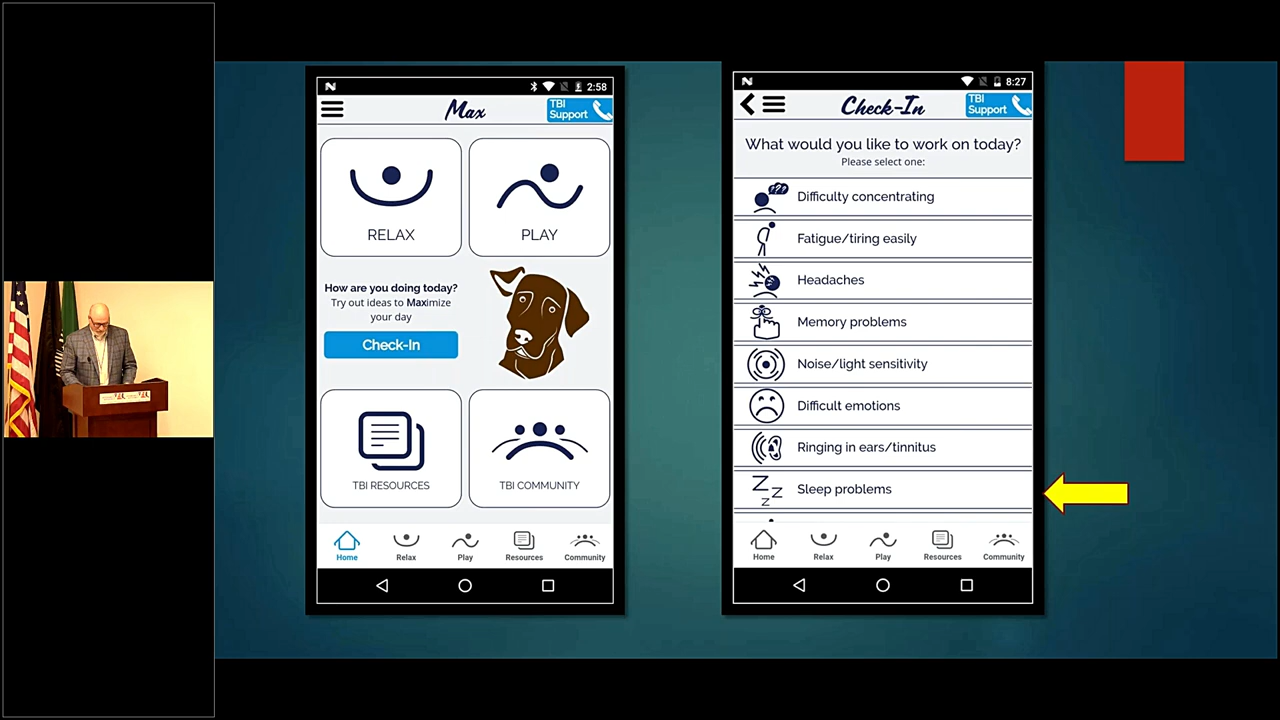 2:58
Max
TBI
Support
RELAX
PLAY
How are you doing today?
Try out ideas to Maximize
your day
Check-In
TBI RESOURCES
TBI COMMUNITY
Home
Relax
Play
Resources
Community
8:27
Check-In
TBI
Support
What would you like to work on today?
Please select one:
???
Difficulty concentrating
Fatigue/tiring easily
Headaches
Memory problems
Noise/light sensitivity
Difficult emotions
Ringing in ears/tinnitus
Z Z Z
Sleep problems
Home
Relax
Play
Resources
Community